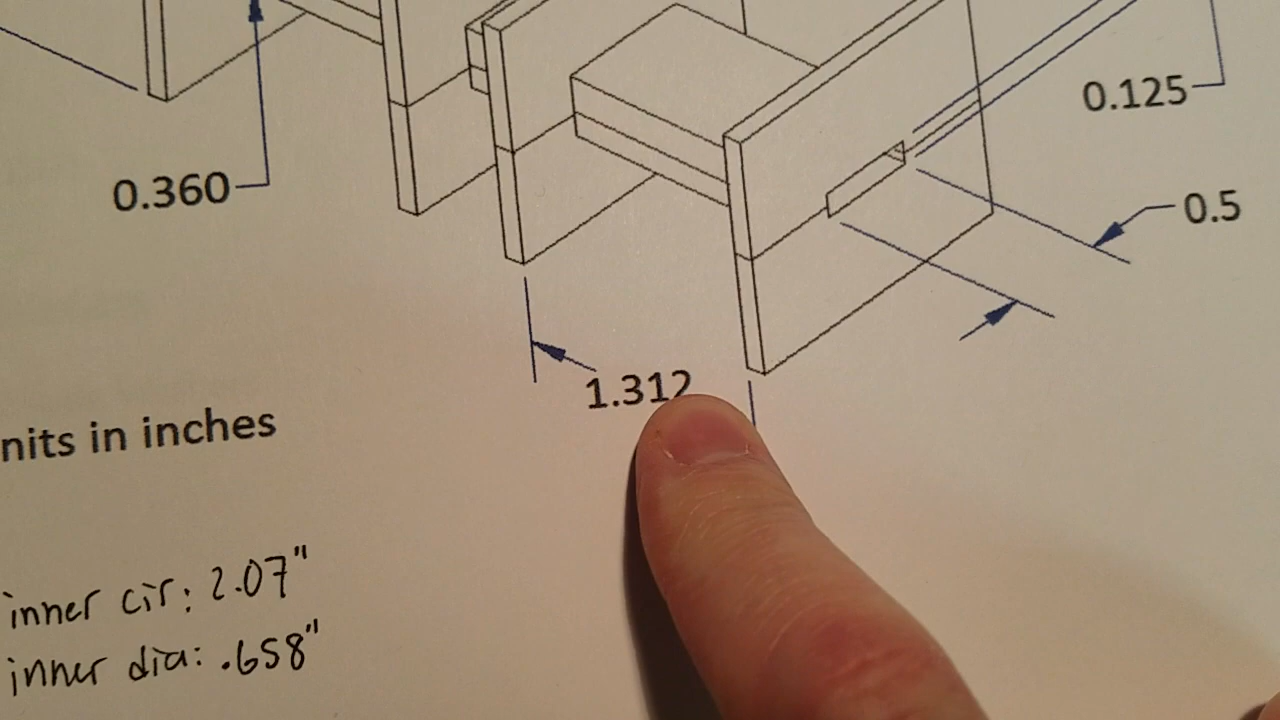 0.125
0.360
0.5
1.312
nits in inches
inner cir: 2.07"
inner dia: .658"